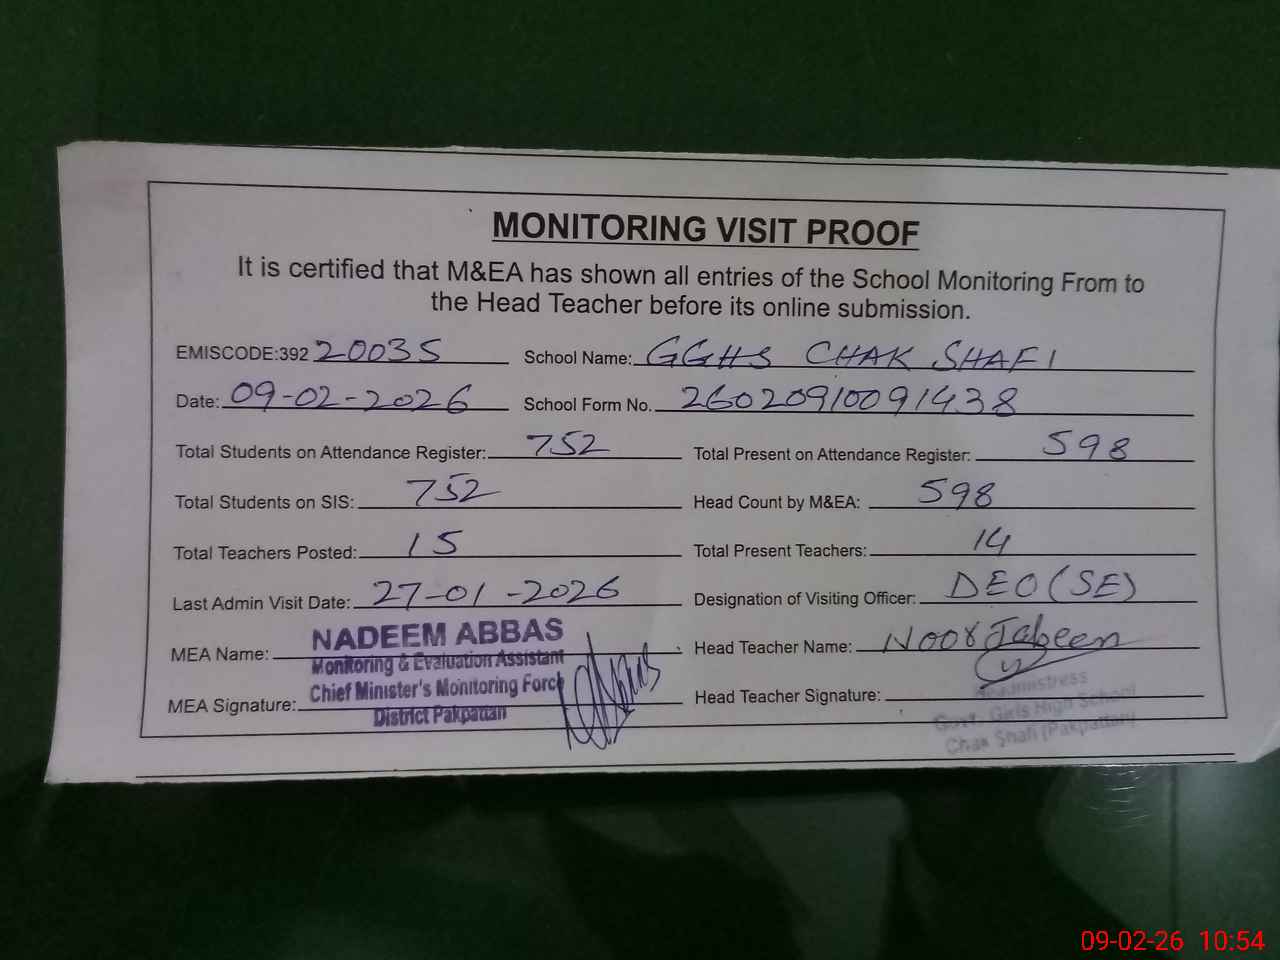 MONITORING VISIT PROOF
It is certified that M&EA has shown all entries of the School Monitoring From to
the Head Teacher before its online submission.
EMISCODE:392 20035 School Name: GGHS CHAK SHAFI
Date: 09-02-2026 School Form No. 26020910091438
Total Students on Attendance Register: 752 Total Present on Attendance Register: 598
Total Students on SIS: 752 Head Count by M&EA: 598
Total Teachers Posted: 15 Total Present Teachers: 14
Last Admin Visit Date: 27-01-2026 Designation of Visiting Officer: DEO(SE)
MEA Name: NADEEM ABBAS Head Teacher Name: Noor Jabeen
Monitoring & Evaluation Assistant
Chief Minister's Monitoring Force
MEA Signature: Head Teacher Signature:
District Pakpattan
Headmistress
Govt. Girls High School
Chak Shafi (Pakpattan)
09-02-26 10:54